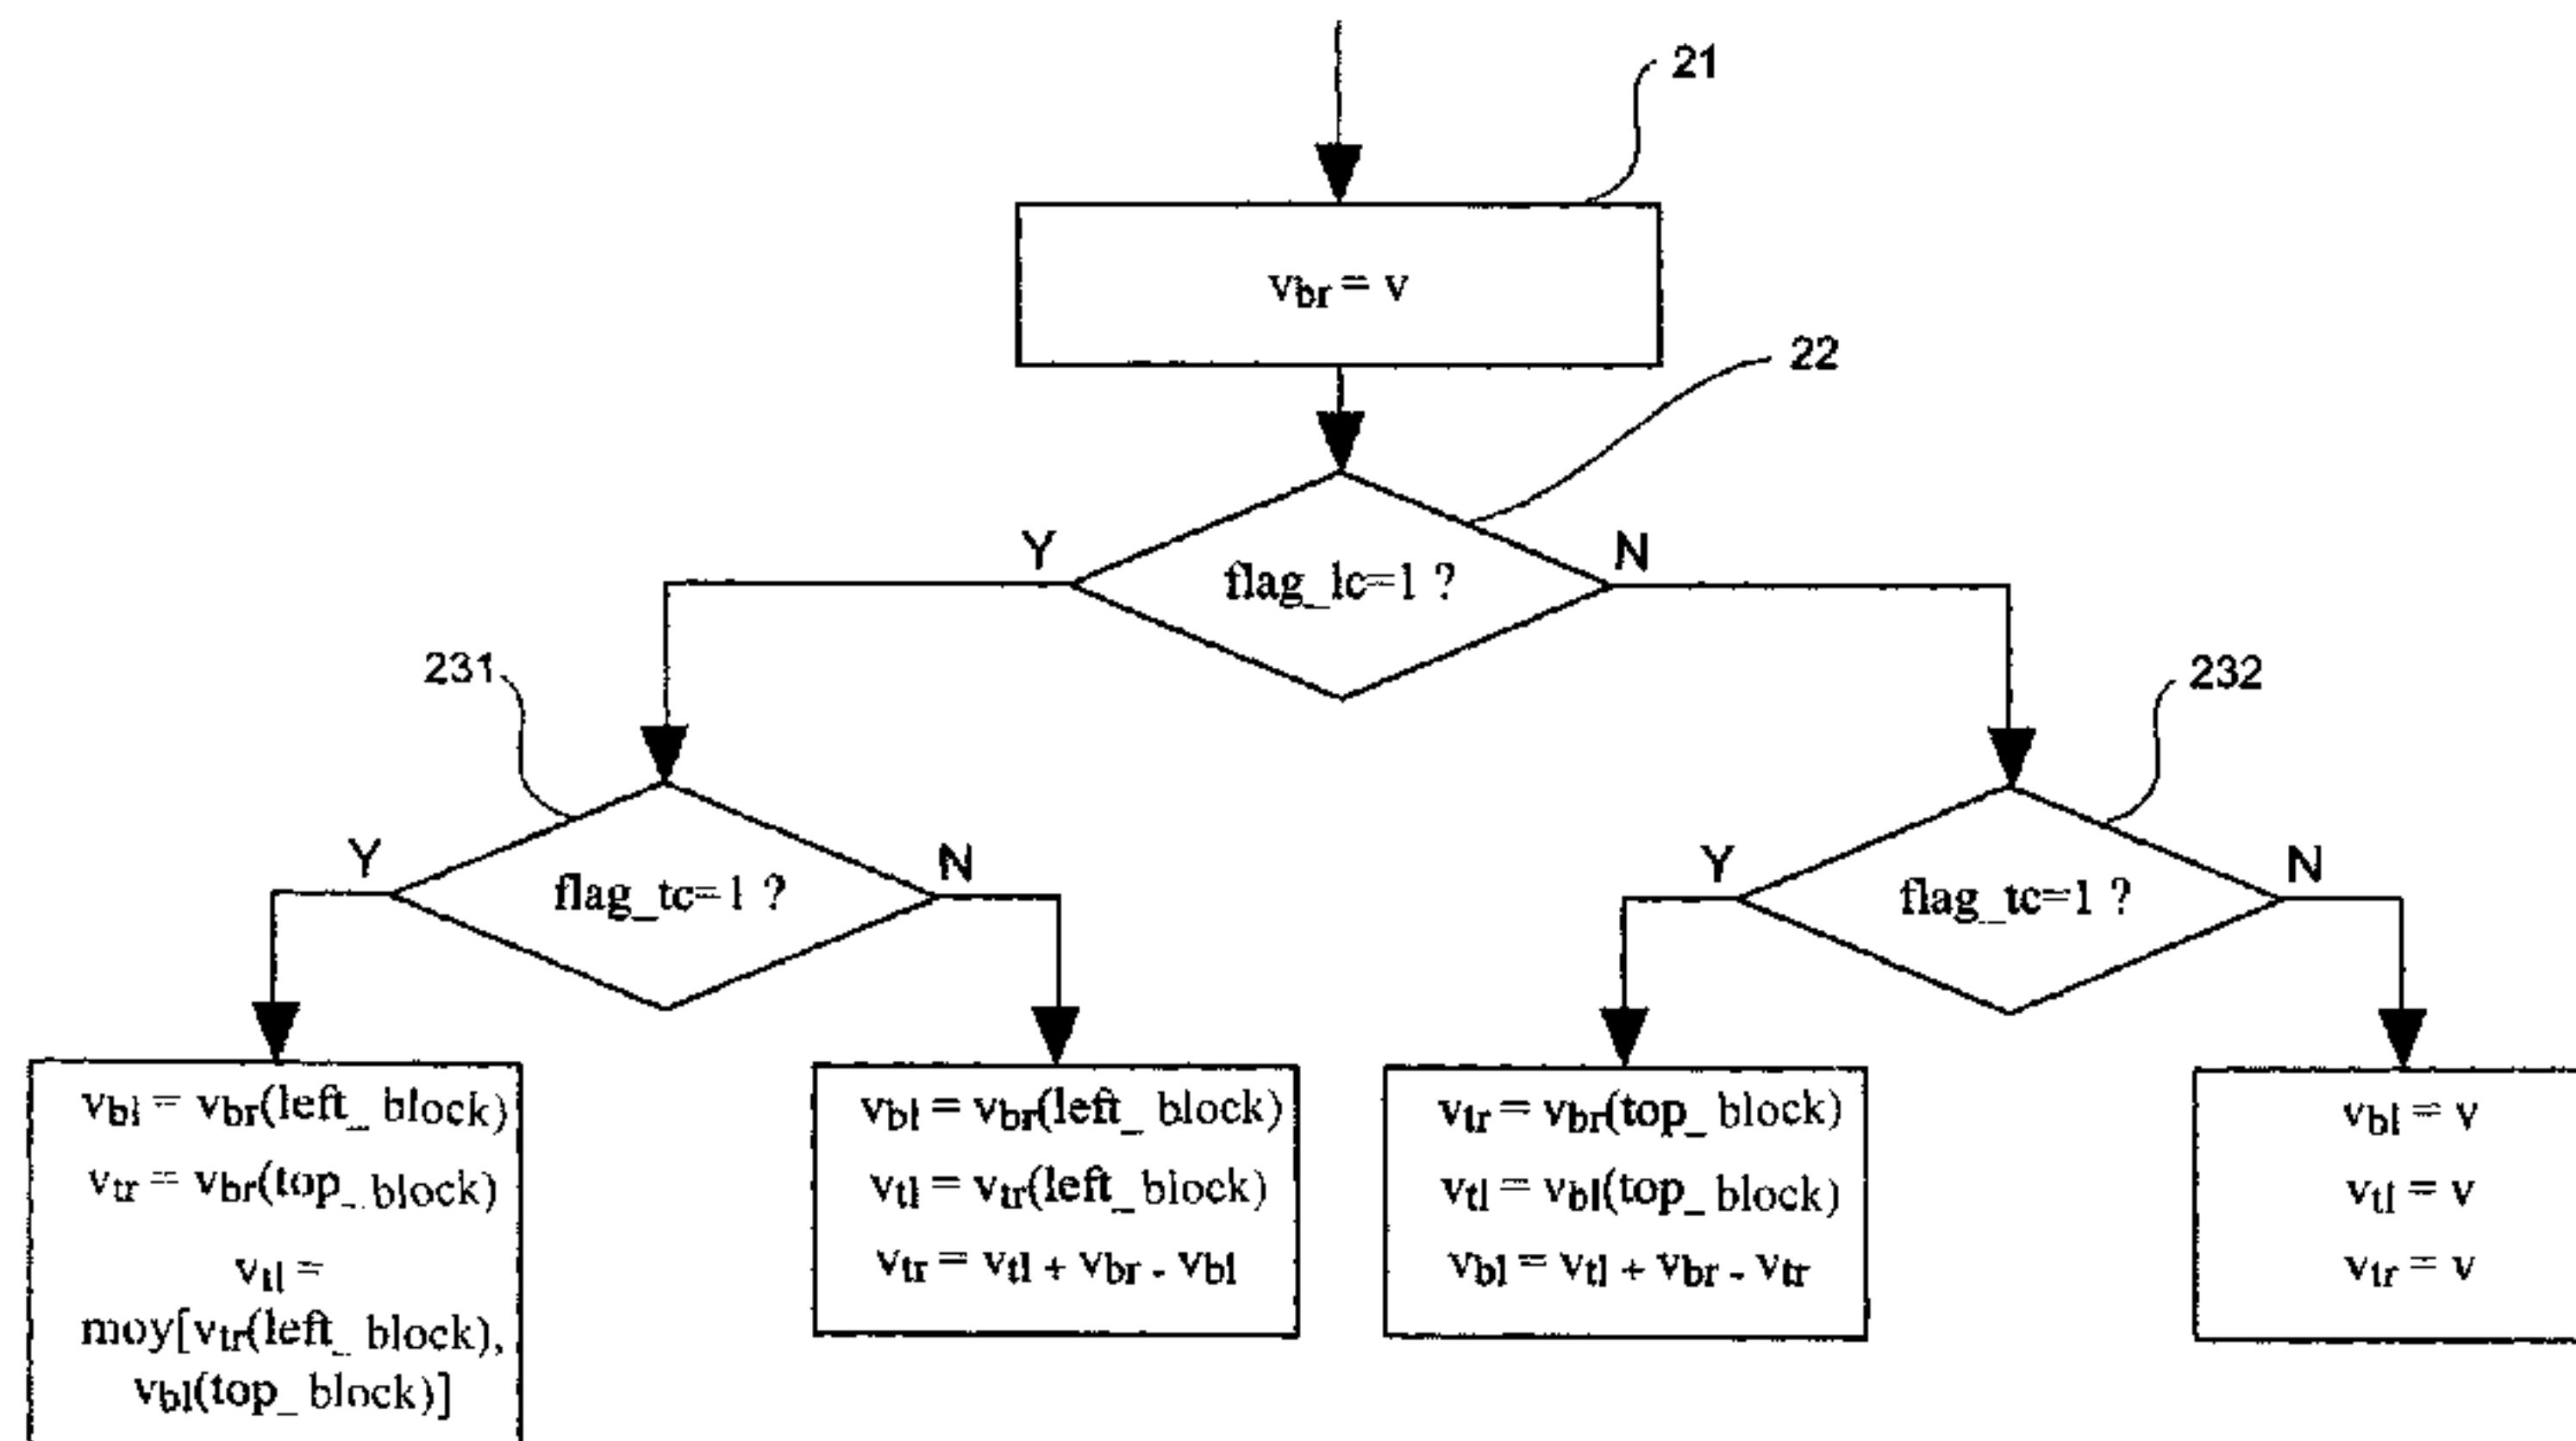 21
vbr = v
22
Y
N
flag_lc=1 ?
231
232
Y
N
Y
N
flag_tc=1 ?
flag_tc=1 ?
vbl = vbr(left_ block)
vtr = vbr(top_ block)
vtl =
moy[vtr(left_ block),
vbl(top_ block)]
vbl = vbr(left_ block)
vtl = vtr(left_ block)
vtr = vtl + vbr - vbl
vtr = vbr(top_ block)
vtl = vbl(top_ block)
vbl = vtl + vbr - vtr
vbl = v
vtl = v
vtr = v